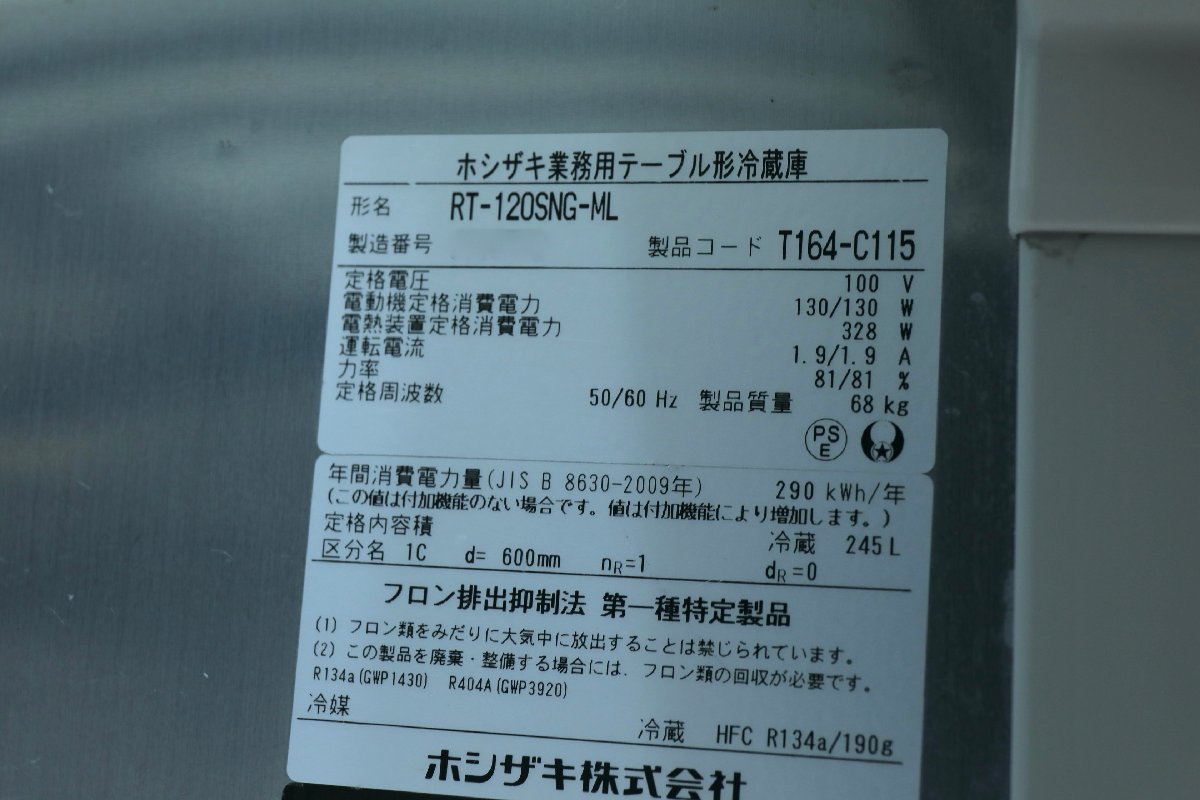 ホシザキ業務用テーブル形冷蔵庫
形名 RT-120SNG-ML
製造番号 製品コード T164-C115
定格電圧 100 V
電動機定格消費電力 130/130 W
電熱装置定格消費電力 328 W
運転電流 1.9/1.9 A
力率 81/81 %
定格周波数 50/60 Hz 製品質量 68 kg
PS
E
年間消費電力量(JIS B 8630-2009年) 290 kWh/年
(この値は付加機能のない場合です。値は付加機能により増加します。)
定格内容積 冷蔵 245L
区分名 1C d= 600mm nR=1 dR=0
フロン排出抑制法 第一種特定製品
(1) フロン類をみだりに大気中に放出することは禁じられています。
(2) この製品を廃棄・整備する場合には、フロン類の回収が必要です。
R134a(GWP1430) R404A(GWP3920)
冷媒 冷蔵 HFC R134a/190g
ホシザキ株式会社